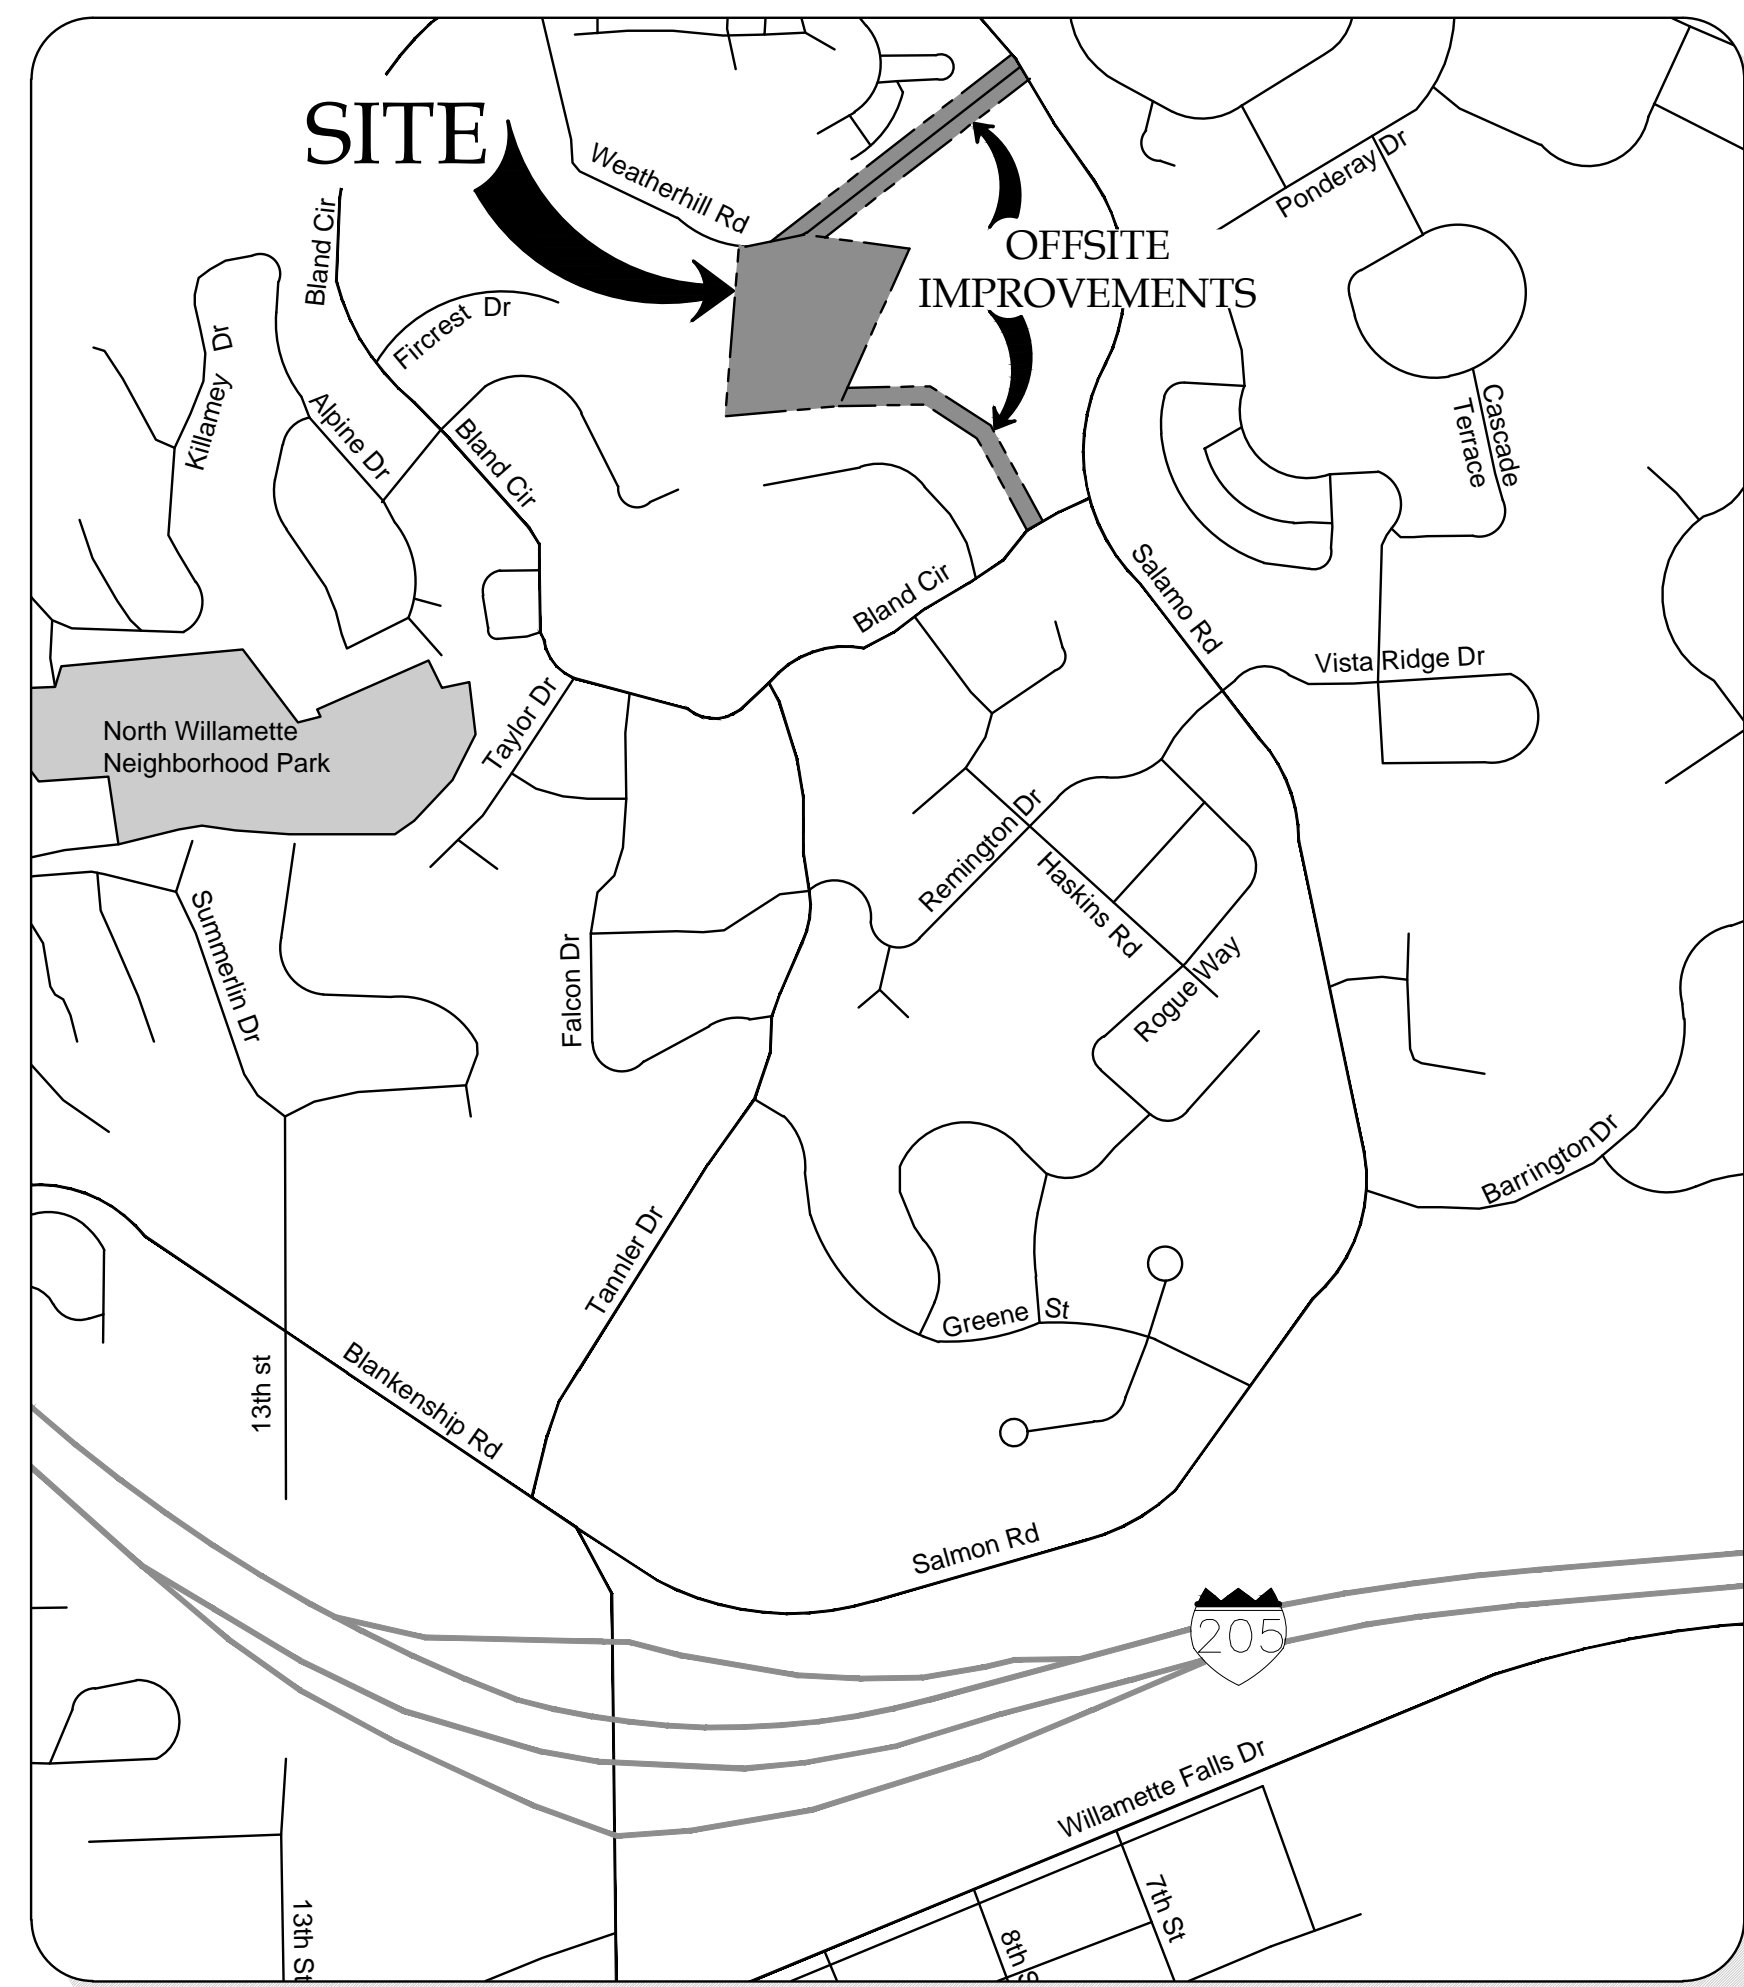 SITE
Weatherhill Rd
Ponderay Dr
OFFSITE
IMPROVEMENTS
Bland Cir
Fircrest Dr
Killamey Dr
Alpine Dr
Bland Cir
Cascade
Terrace
Bland Cir
Salamo Rd
Vista Ridge Dr
North Willamette
Neighborhood Park
Taylor Dr
Remington Dr
Haskins Rd
Summerlin Dr
Falcon Dr
Rogue Way
Barrington Dr
Tannler Dr
Greene St
13th st
Blankenship Rd
Salmon Rd
205
Willamette Falls Dr
7th St
13th St
8th S